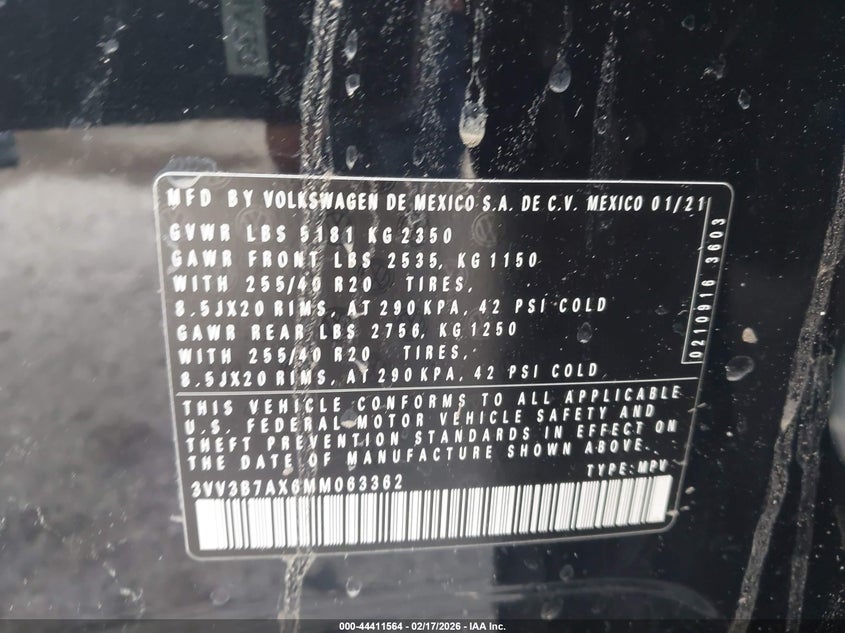 MFD BY VOLKSWAGEN DE MEXICO S.A. DE C.V. MEXICO 01/21
GVWR LBS 5181 KG 2350
GAWR FRONT LBS 2535, KG 1150
WITH 255/40 R20 TIRES,
8.5JX20 RIMS, AT 290 KPA, 42 PSI COLD
GAWR REAR LBS 2756, KG 1250
WITH 255/40 R20 TIRES,
8.5JX20 RIMS, AT 290 KPA, 42 PSI COLD
0210916 3603
THIS VEHICLE CONFORMS TO ALL APPLICABLE
U.S. FEDERAL MOTOR VEHICLE SAFETY AND
THEFT PREVENTION STANDARDS IN EFFECT ON
THE DATE OF MANUFACTURE SHOWN ABOVE.
TYPE: MPV
3VV3B7AX6MM063362
000-44411564 - 02/17/2026 - IAA Inc.